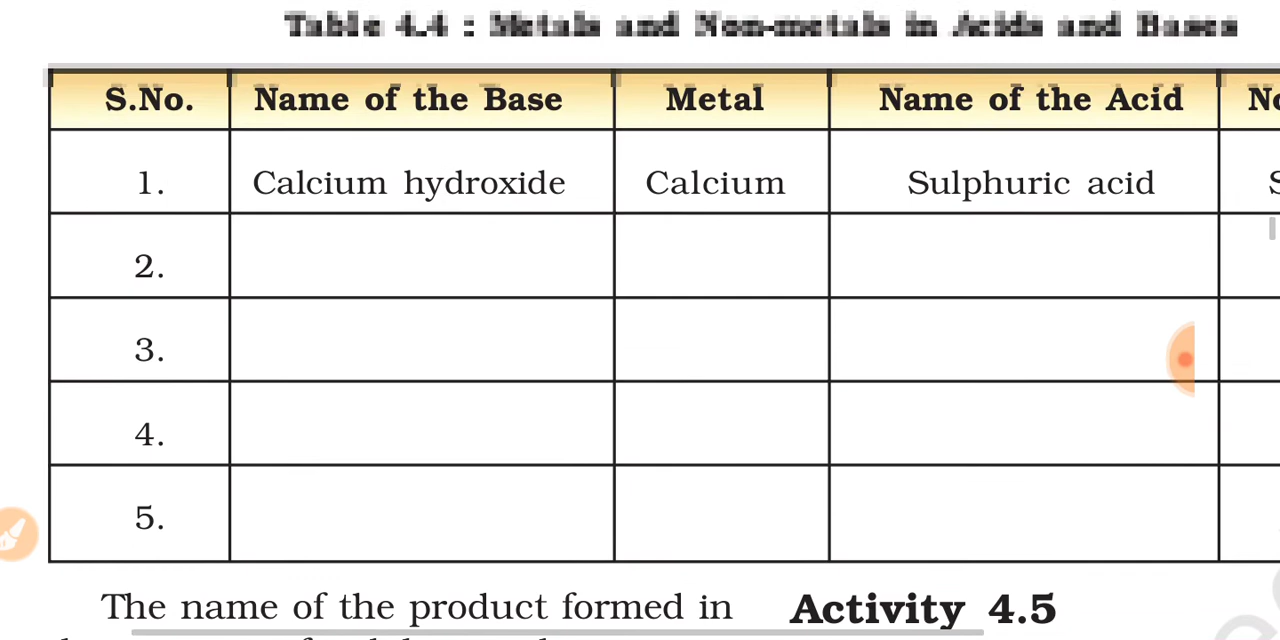 Table 4.4 : Metals and Non-metals in Acids and Bases
S.No. Name of the Base Metal Name of the Acid
1. Calcium hydroxide Calcium Sulphuric acid
2.
3.
4.
5.
The name of the product formed in
Activity 4.5